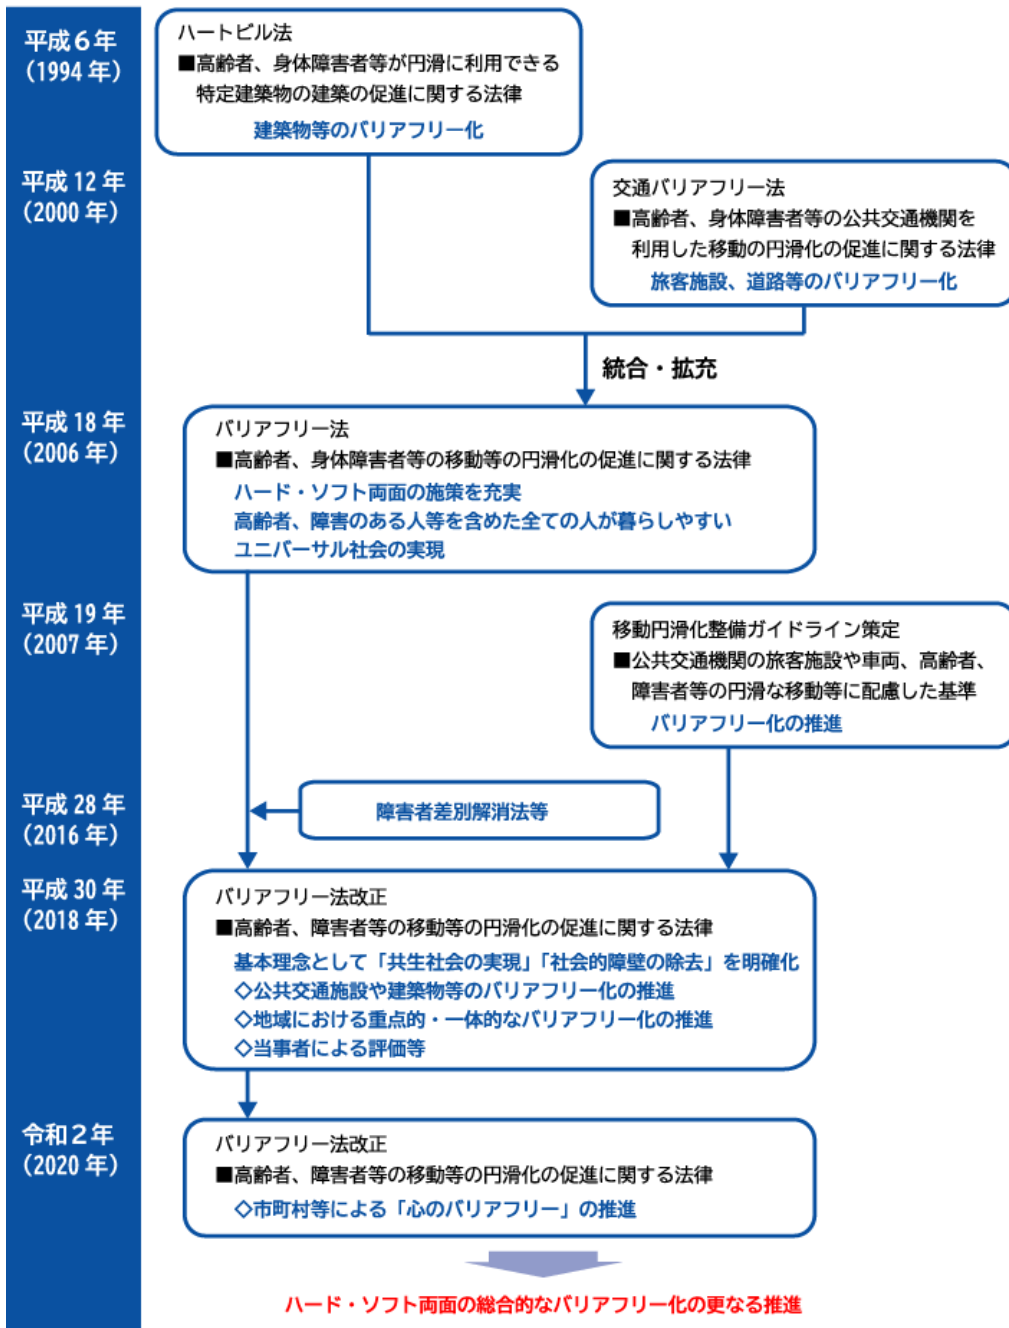 平成6年
（1994年）
ハートビル法
■高齢者、身体障害者等が円滑に利用できる
特定建築物の建築の促進に関する法律
建築物等のバリアフリー化
平成12年
（2000年）
交通バリアフリー法
■高齢者、身体障害者等の公共交通機関を
利用した移動の円滑化の促進に関する法律
旅客施設、道路等のバリアフリー化
統合・拡充
平成18年
（2006年）
バリアフリー法
■高齢者、身体障害者等の移動等の円滑化の促進に関する法律
ハード・ソフト両面の施策を充実
高齢者、障害のある人等を含めた全ての人が暮らしやすい
ユニバーサル社会の実現
平成19年
（2007年）
移動円滑化整備ガイドライン策定
■公共交通機関の旅客施設や車両、高齢者、
障害者等の円滑な移動等に配慮した基準
バリアフリー化の推進
平成28年
（2016年）
障害者差別解消法等
平成30年
（2018年）
バリアフリー法改正
■高齢者、障害者等の移動等の円滑化の促進に関する法律
基本理念として「共生社会の実現」「社会的障壁の除去」を明確化
◇公共交通施設や建築物等のバリアフリー化の推進
◇地域における重点的・一体的なバリアフリー化の推進
◇当事者による評価等
令和2年
（2020年）
バリアフリー法改正
■高齢者、障害者等の移動等の円滑化の促進に関する法律
◇市町村等による「心のバリアフリー」の推進
ハード・ソフト両面の総合的なバリアフリー化の更なる推進